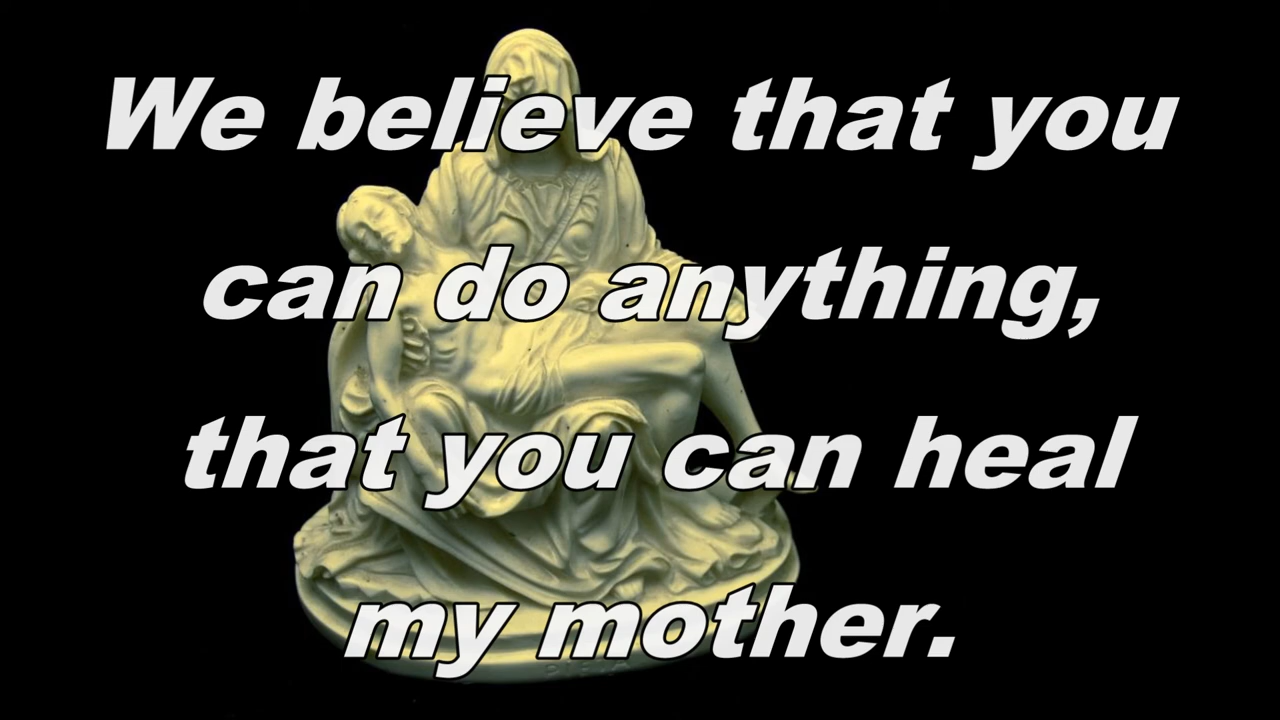 We believe that you
can do anything,
that you can heal
my mother.